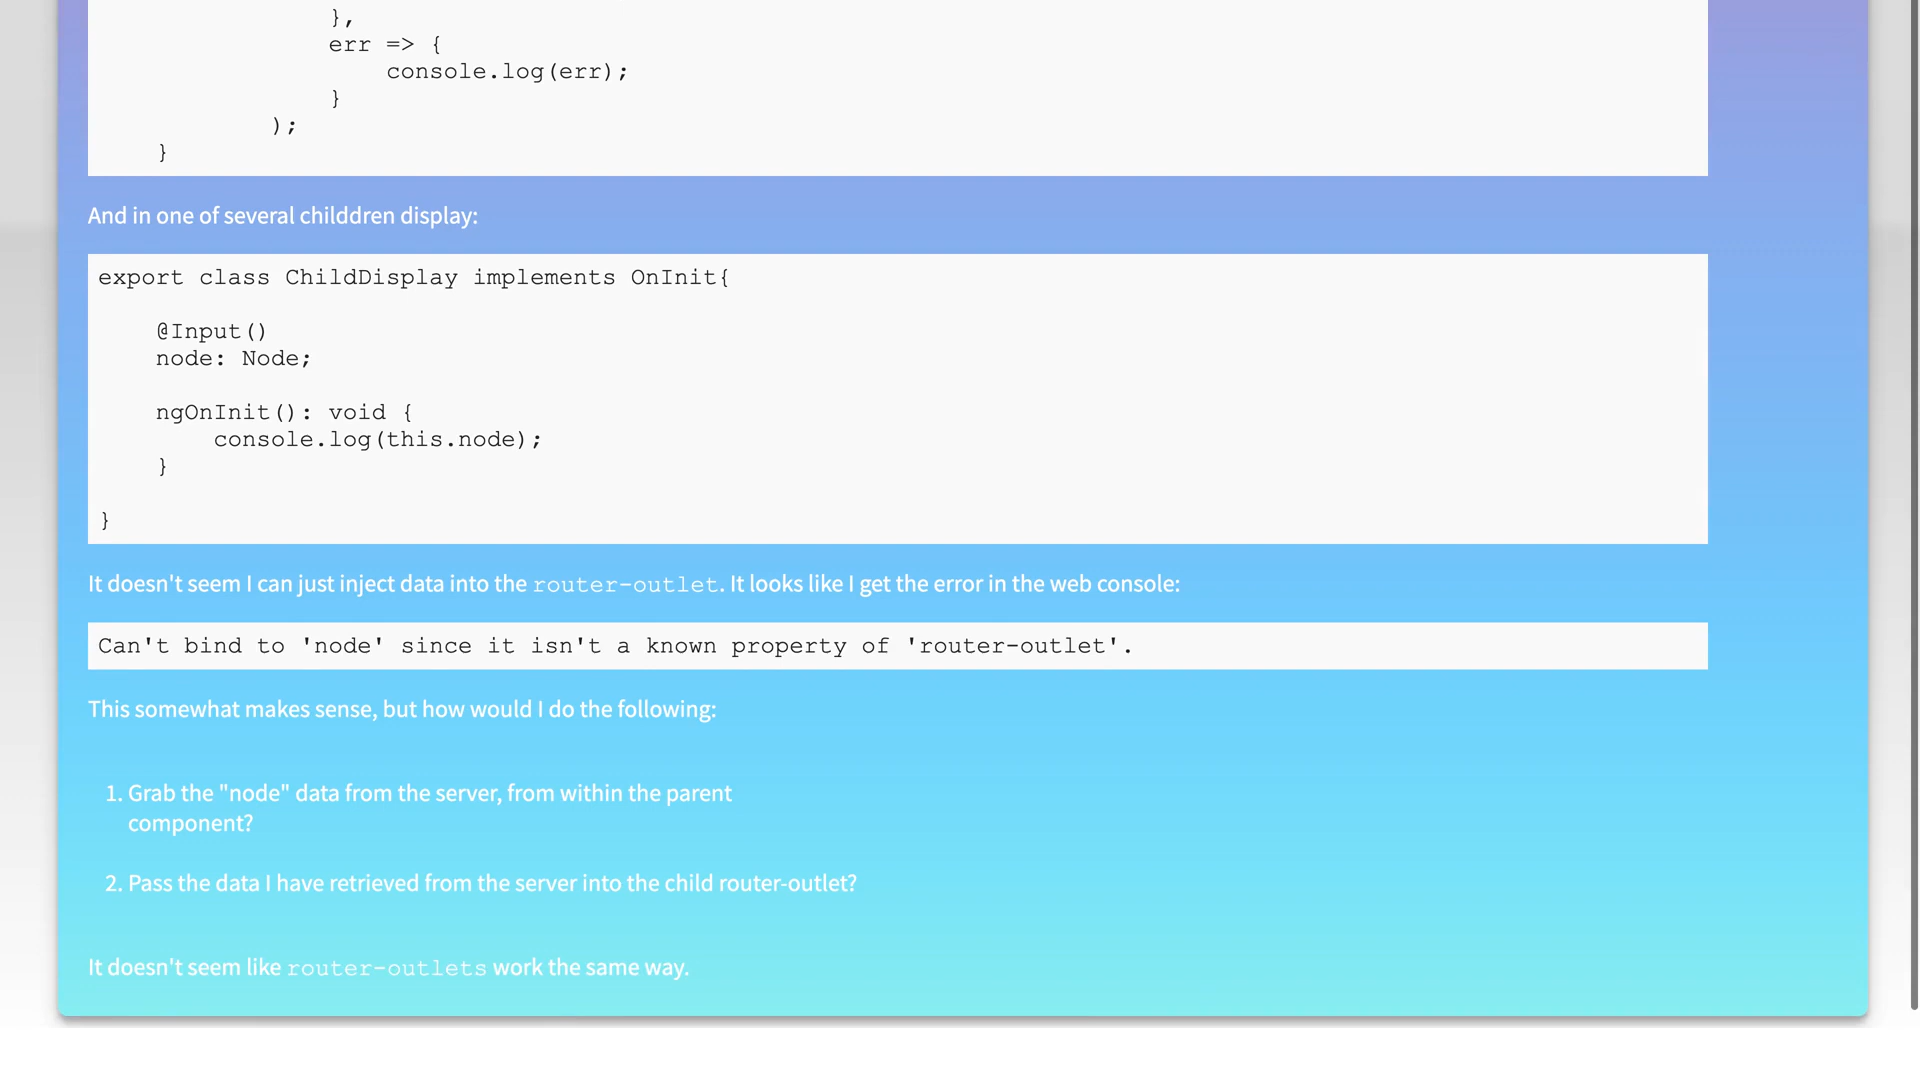 },
err => {
console.log(err);
}
);
}
And in one of several childdren display:
export class ChildDisplay implements OnInit{
@Input()
node: Node;
ngOnInit(): void {
console.log(this.node);
}
}
It doesn't seem I can just inject data into the router-outlet. It looks like I get the error in the web console:
Can't bind to 'node' since it isn't a known property of 'router-outlet'.
This somewhat makes sense, but how would I do the following:
1. Grab the "node" data from the server, from within the parent
component?
2. Pass the data I have retrieved from the server into the child router-outlet?
It doesn't seem like router-outlets work the same way.